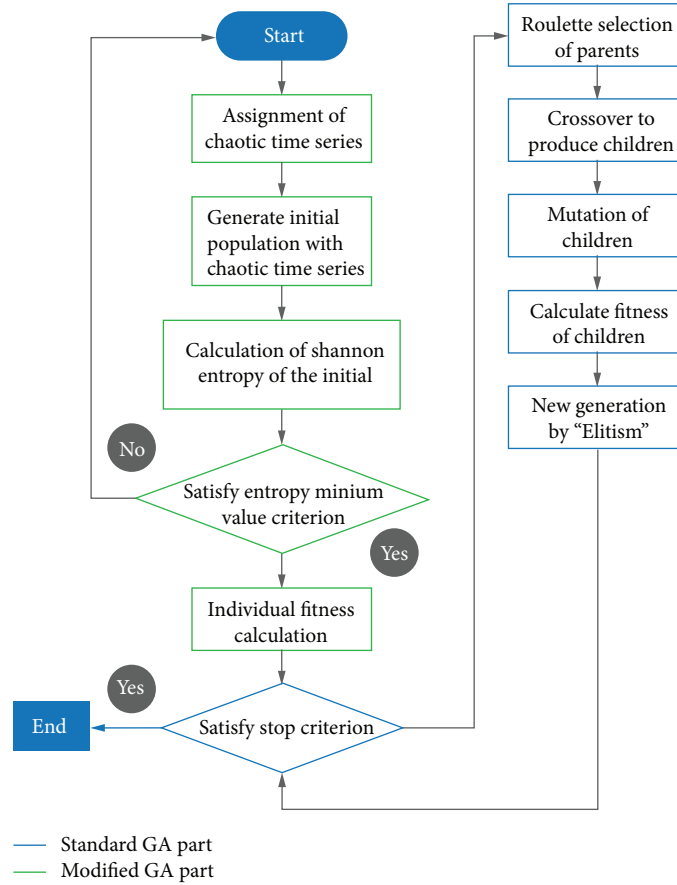 Start
Assignment of
chaotic time series
Generate initial
population with
chaotic time series
Calculation of shannon
entropy of the initial
No
Satisfy entropy minium
value criterion
Yes
Individual fitness
calculation
Yes
End
Satisfy stop criterion
Roulette selection
of parents
Crossover to
produce children
Mutation of
children
Calculate fitness
of children
New generation
by “Elitism”
Standard GA part
Modified GA part